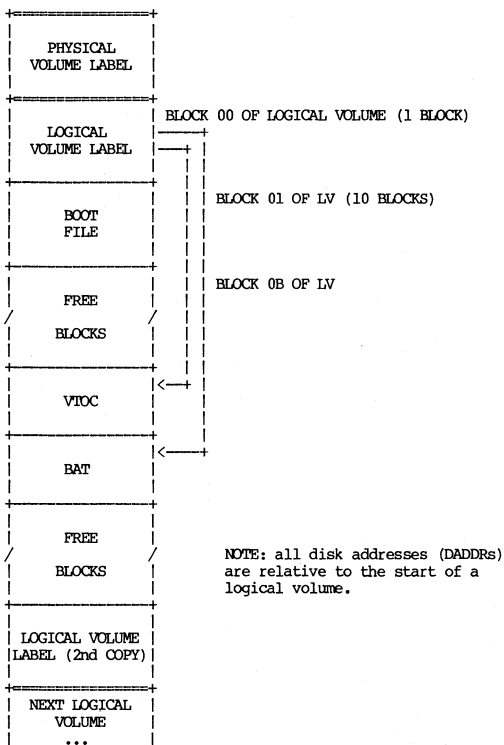 PHYSICAL
VOLUME LABEL
BLOCK 00 OF LOGICAL VOLUME (1 BLOCK)
LOGICAL
VOLUME LABEL
BLOCK 01 OF LV (10 BLOCKS)
BOOT
FILE
BLOCK 0B OF LV
FREE
BLOCKS
VTOC
BAT
FREE
BLOCKS
NOTE: all disk addresses (DADDRs)
are relative to the start of a
logical volume.
LOGICAL VOLUME
LABEL (2nd COPY)
NEXT LOGICAL
VOLUME
...